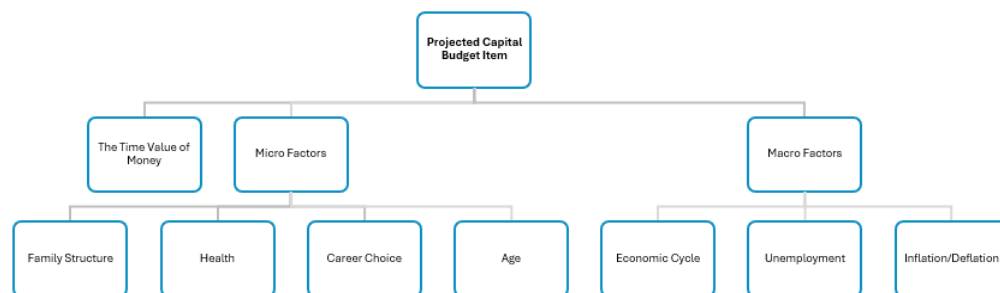 Projected Capital
Budget Item
The Time Value of
Money
Micro Factors
Macro Factors
Family Structure
Health
Career Choice
Age
Economic Cycle
Unemployment
Inflation/Deflation